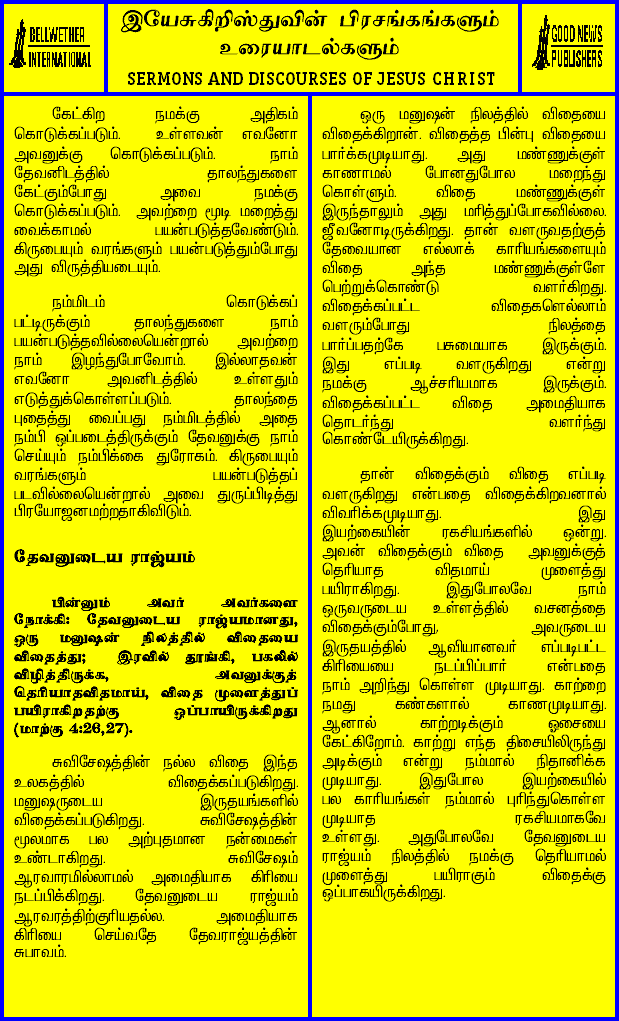 BELLWETHER
INTERNATIONAL
இயேசுகிறிஸ்துவின் பிரசங்கங்களும்
உரையாடல்களும்
SERMONS AND DISCOURSES OF JESUS CHRIST
GOOD NEWS
PUBLISHERS
கேட்கிற நமக்கு அதிகம்
கொடுக்கப்படும். உள்ளவன் எவனோ
அவனுக்கு கொடுக்கப்படும். நாம்
தேவனிடத்தில் தாலந்துகளை
கேட்கும்போது அவை நமக்கு
கொடுக்கப்படும். அவற்றை மூடி மறைத்து
வைக்காமல் பயன்படுத்தவேண்டும்.
கிருபையும் வரங்களும் பயன்படுத்தும்போது
அது விருத்தியடையும்.
நம்மிடம் கொடுக்கப்
பட்டிருக்கும் தாலந்துகளை நாம்
பயன்படுத்தவில்லையென்றால் அவற்றை
நாம் இழந்துபோவோம். இல்லாதவன்
எவனோ அவனிடத்தில் உள்ளதும்
எடுத்துக்கொள்ளப்படும். தாலந்தை
புதைத்து வைப்பது நம்மிடத்தில் அதை
நம்பி ஒப்படைத்திருக்கும் தேவனுக்கு நாம்
செய்யும் நம்பிக்கை துரோகம். கிருபையும்
வரங்களும் பயன்படுத்தப்
படவில்லையென்றால் அவை துருப்பிடித்து
பிரயோஜனமற்றதாகிவிடும்.
தேவனுடைய ராஜ்யம்
பின்னும் அவர் அவர்களை
நோக்கி: தேவனுடைய ராஜ்யமானது,
ஒரு மனுஷன் நிலத்தில் விதையை
விதைத்து; இரவில் தூங்கி, பகலில்
விழித்திருக்க, அவனுக்குத்
தெரியாதவிதமாய், விதை முளைத்துப்
பயிராகிறதற்கு ஒப்பாயிருக்கிறது
(மாற்கு 4:26,27).
சுவிசேஷத்தின் நல்ல விதை இந்த
உலகத்தில் விதைக்கப்படுகிறது.
மனுஷருடைய இருதயங்களில்
விதைக்கப்படுகிறது. சுவிசேஷத்தின்
மூலமாக பல அற்புதமான நன்மைகள்
உண்டாகிறது. சுவிசேஷம்
ஆரவாரமில்லாமல் அமைதியாக கிரியை
நடப்பிக்கிறது. தேவனுடைய ராஜ்யம்
ஆரவாரத்திற்குரியதல்ல. அமைதியாக
கிரியை செய்வதே தேவராஜ்யத்தின்
சுபாவம்.
ஒரு மனுஷன் நிலத்தில் விதையை
விதைக்கிறான். விதைத்த பின்பு விதையை
பார்க்கமுடியாது. அது மண்ணுக்குள்
காணாமல் போனதுபோல மறைந்து
கொள்ளும். விதை மண்ணுக்குள்
இருந்தாலும் அது மரித்துப்போகவில்லை.
ஜீவனோடிருக்கிறது. தான் வளருவதற்குத்
தேவையான எல்லாக் காரியங்களையும்
விதை அந்த மண்ணுக்குள்ளே
பெற்றுக்கொண்டு வளர்கிறது.
விதைக்கப்பட்ட விதைகளெல்லாம்
வளரும்போது நிலத்தை
பார்ப்பதற்கே பசுமையாக இருக்கும்.
இது எப்படி வளருகிறது என்று
நமக்கு ஆச்சரியமாக இருக்கும்.
விதைக்கப்பட்ட விதை அமைதியாக
தொடர்ந்து வளர்ந்து
கொண்டேயிருக்கிறது.
தான் விதைக்கும் விதை எப்படி
வளருகிறது என்பதை விதைக்கிறவனால்
விவரிக்கமுடியாது. இது
இயற்கையின் ரகசியங்களில் ஒன்று.
அவன் விதைக்கும் விதை அவனுக்குத்
தெரியாத விதமாய் முளைத்து
பயிராகிறது. இதுபோலவே நாம்
ஒருவருடைய உள்ளத்தில் வசனத்தை
விதைக்கும்போது, அவருடைய
இருதயத்தில் ஆவியானவர் எப்படிபட்ட
கிரியையை நடப்பிப்பார் என்பதை
நாம் அறிந்து கொள்ள முடியாது. காற்றை
நமது கண்களால் காணமுடியாது.
ஆனால் காற்றடிக்கும் ஓசையை
கேட்கிறோம். காற்று எந்த திசையிலிருந்து
அடிக்கும் என்று நம்மால் நிதானிக்க
முடியாது. இதுபோல இயற்கையில்
பல காரியங்கள் நம்மால் புரிந்துகொள்ள
முடியாத ரகசியமாகவே
உள்ளது. அதுபோலவே தேவனுடைய
ராஜ்யம் நிலத்தில் நமக்கு தெரியாமல்
முளைத்து பயிராகும் விதைக்கு
ஒப்பாகயிருக்கிறது.